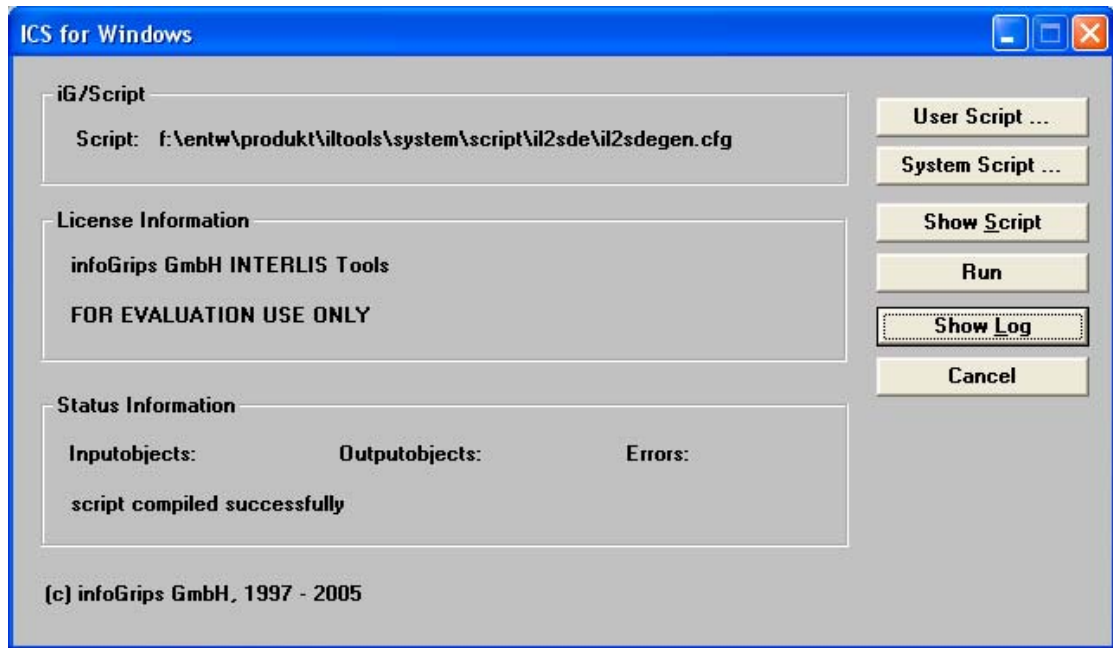 ICS for Windows
iG/Script
Script: f:\entw\produkt\iltools\system\script\il2sde\il2sdegen.cfg
License Information
infoGrips GmbH INTERLIS Tools
FOR EVALUATION USE ONLY
Status Information
Inputobjects: Outputobjects: Errors:
script compiled successfully
(c) infoGrips GmbH, 1997 - 2005
User Script ...
System Script ...
Show Script
Run
Show Log
Cancel